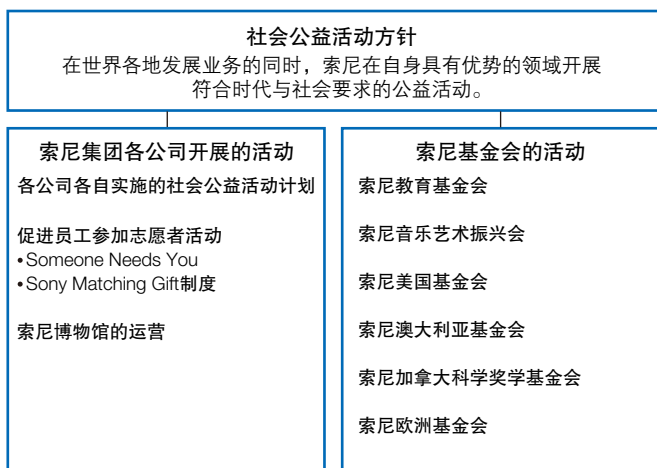 社会公益活动方针
在世界各地发展业务的同时，索尼在自身具有优势的领域开展
符合时代与社会要求的公益活动。
索尼集团各公司开展的活动
各公司各自实施的社会公益活动计划
促进员工参加志愿者活动
•Someone Needs You
•Sony Matching Gift制度
索尼博物馆的运营
索尼基金会的活动
索尼教育基金会
索尼音乐艺术振兴会
索尼美国基金会
索尼澳大利亚基金会
索尼加拿大科学奖学基金会
索尼欧洲基金会